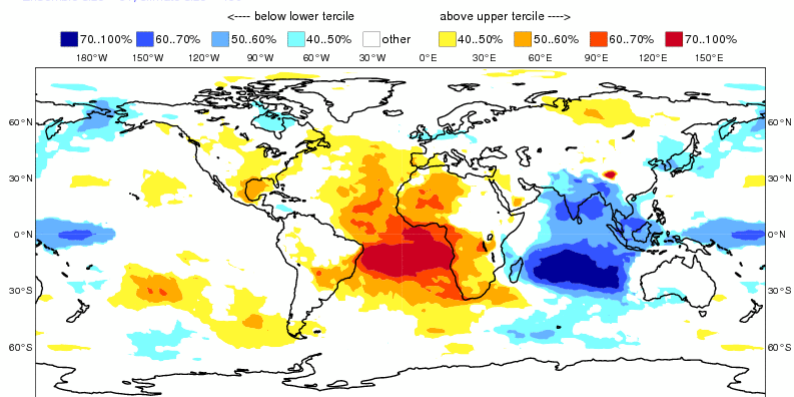 <---- below lower tercile above upper tercile ---->
70..100% 60..70% 50..60% 40..50% other 40..50% 50..60% 60..70% 70..100%
180°W 150°W 120°W 90°W 60°W 30°W 0°E 30°E 60°E 90°E 120°E 150°E
60°N 60°N
30°N 30°N
0°N 0°N
30°S 30°S
60°S 60°S